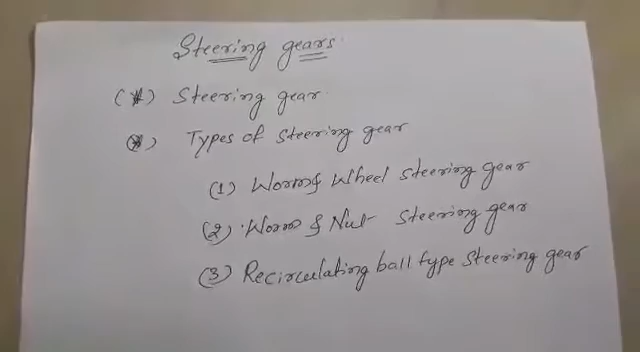 Steering gears
(*) Steering gear.
(*) Types of Steering gear
(1) Worm & Wheel Steering gear
(2) Worm & Nut Steering gear
(3) Recirculating ball type Steering gear